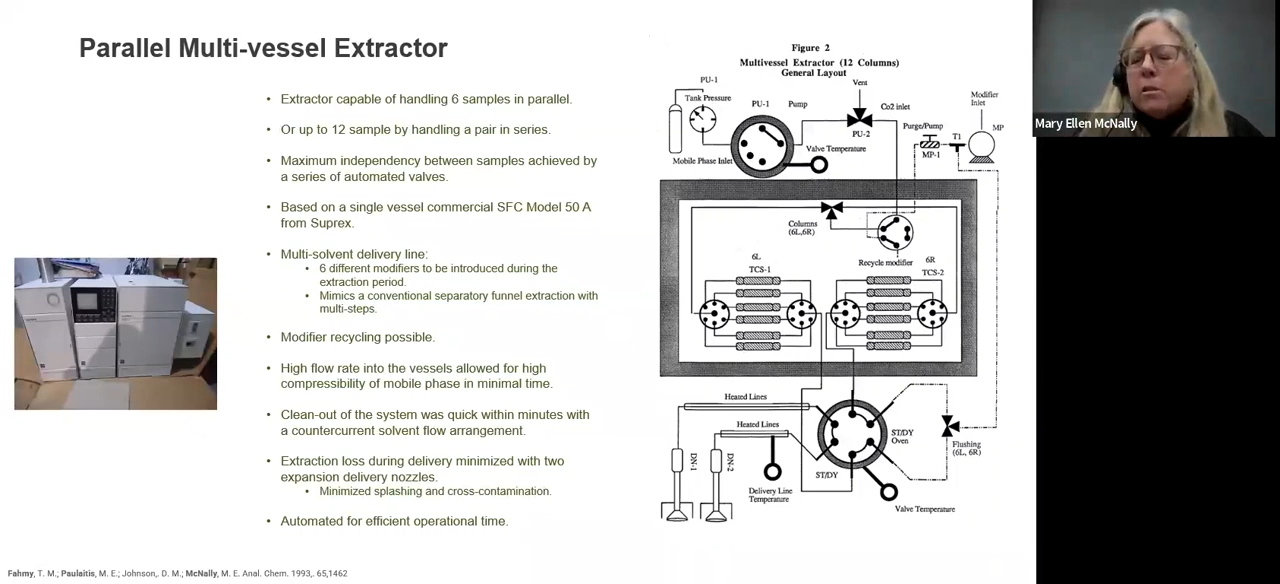 Parallel Multi-vessel Extractor
• Extractor capable of handling 6 samples in parallel.
• Or up to 12 sample by handling a pair in series.
• Maximum independency between samples achieved by
a series of automated valves.
• Based on a single vessel commercial SFC Model 50 A
from Suprex.
• Multi-solvent delivery line:
• 6 different modifiers to be introduced during the
extraction period.
• Mimics a conventional separatory funnel extraction with
multi-steps.
• Modifier recycling possible.
• High flow rate into the vessels allowed for high
compressibility of mobile phase in minimal time.
• Clean-out of the system was quick within minutes with
a countercurrent solvent flow arrangement.
• Extraction loss during delivery minimized with two
expansion delivery nozzles.
• Minimized splashing and cross-contamination.
• Automated for efficient operational time.
Fahmy, T. M.; Paulaitis, M. E.; Johnson,. D. M.; McNally, M. E. Anal. Chem. 1993,. 65,1462
Figure 2
Multivessel Extractor (12 Columns)
General Layout
PU-1
Tank Pressure
Mobile Phase Inlet
PU-1
Pump
Vent
PU-2
Co2 inlet
Valve Temperature
Purge/Pump
MP-1
T1
Modifier
Inlet
MP
Columns
(6L,6R)
Recycle modifier
6L
TCS-1
6R
TCS-2
Heated Lines
Heated Lines
DN-1
DN-2
Delivery Line
Temperature
ST/DY
ST/DY
Oven
Flushing
(6L, 6R)
Valve Temperature
Mary Ellen McNally